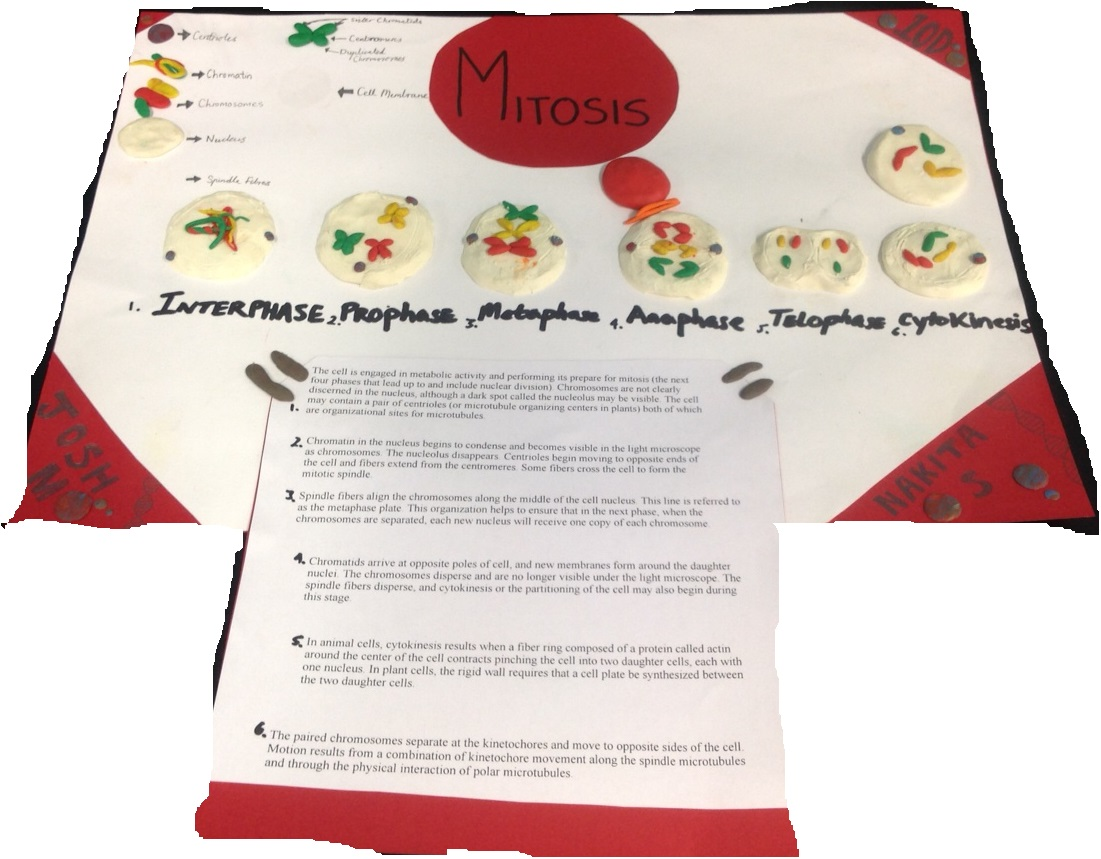 Sister Chromatids
Centrioles
Centromeres
Duplicated
Chromosomes
Chromatin
Cell Membrane
Chromosomes
Nucleus
Spindle Fibres
MITOSIS
10D
1. INTERPHASE 2. Prophase 3. Metaphase 4. Anaphase 5. Telophase 6. Cytokinesis
JOSH
M
NAKITA
S
The cell is engaged in metabolic activity and performing its prepare for mitosis (the next
four phases that lead up to and include nuclear division). Chromosomes are not clearly
discerned in the nucleus, although a dark spot called the nucleolus may be visible. The cell
may contain a pair of centrioles (or microtubule organizing centers in plants) both of which
1. are organizational sites for microtubules.
2. Chromatin in the nucleus begins to condense and becomes visible in the light microscope
as chromosomes. The nucleolus disappears. Centrioles begin moving to opposite ends of
the cell and fibers extend from the centromeres. Some fibers cross the cell to form the
mitotic spindle.
3. Spindle fibers align the chromosomes along the middle of the cell nucleus. This line is referred to
as the metaphase plate. This organization helps to ensure that in the next phase, when the
chromosomes are separated, each new nucleus will receive one copy of each chromosome.
4. Chromatids arrive at opposite poles of cell, and new membranes form around the daughter
nuclei. The chromosomes disperse and are no longer visible under the light microscope. The
spindle fibers disperse, and cytokinesis or the partitioning of the cell may also begin during
this stage.
5. In animal cells, cytokinesis results when a fiber ring composed of a protein called actin
around the center of the cell contracts pinching the cell into two daughter cells, each with
one nucleus. In plant cells, the rigid wall requires that a cell plate be synthesized between
the two daughter cells.
6. The paired chromosomes separate at the kinetochores and move to opposite sides of the cell.
Motion results from a combination of kinetochore movement along the spindle microtubules
and through the physical interaction of polar microtubules.